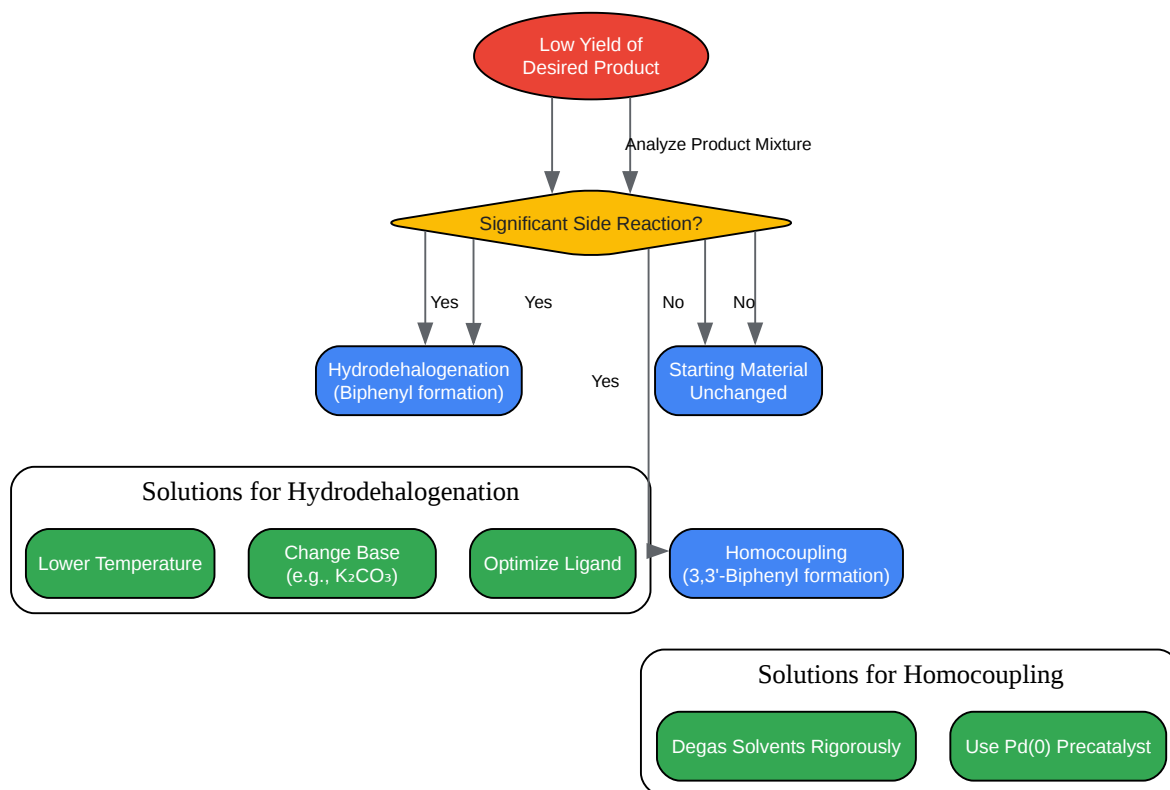 Low Yield of
Desired Product
Analyze Product Mixture
Significant Side Reaction?
Yes
Yes
No
No
Hydrodehalogenation
(Biphenyl formation)
Yes
Starting Material
Unchanged
Solutions for Hydrodehalogenation
Lower Temperature
Change Base
(e.g., K₂CO₃)
Optimize Ligand
Homocoupling
(3,3'-Biphenyl formation)
Solutions for Homocoupling
Degas Solvents Rigorously
Use Pd(0) Precatalyst